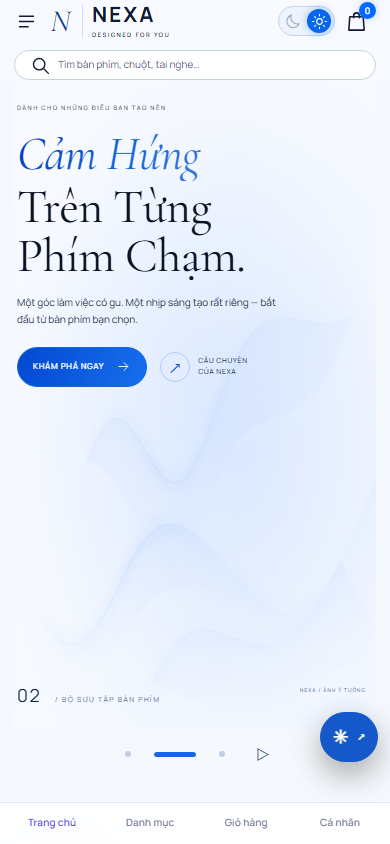 N NEXA
DESIGNED FOR YOU
0
Tìm bàn phím, chuột, tai nghe...
DÀNH CHO NHỮNG ĐIỀU BẠN TẠO NÊN
Cảm Hứng
Trên Từng
Phím Chạm.
Một góc làm việc có gu. Một nhịp sáng tạo rất riêng — bắt
đầu từ bàn phím bạn chọn.
KHÁM PHÁ NGAY →
↗ CÂU CHUYỆN
CỦA NEXA
NEXA / ẢNH Ý TƯỞNG
02 / BỘ SƯU TẬP BÀN PHÍM
Trang chủ Danh mục Giỏ hàng Cá nhân